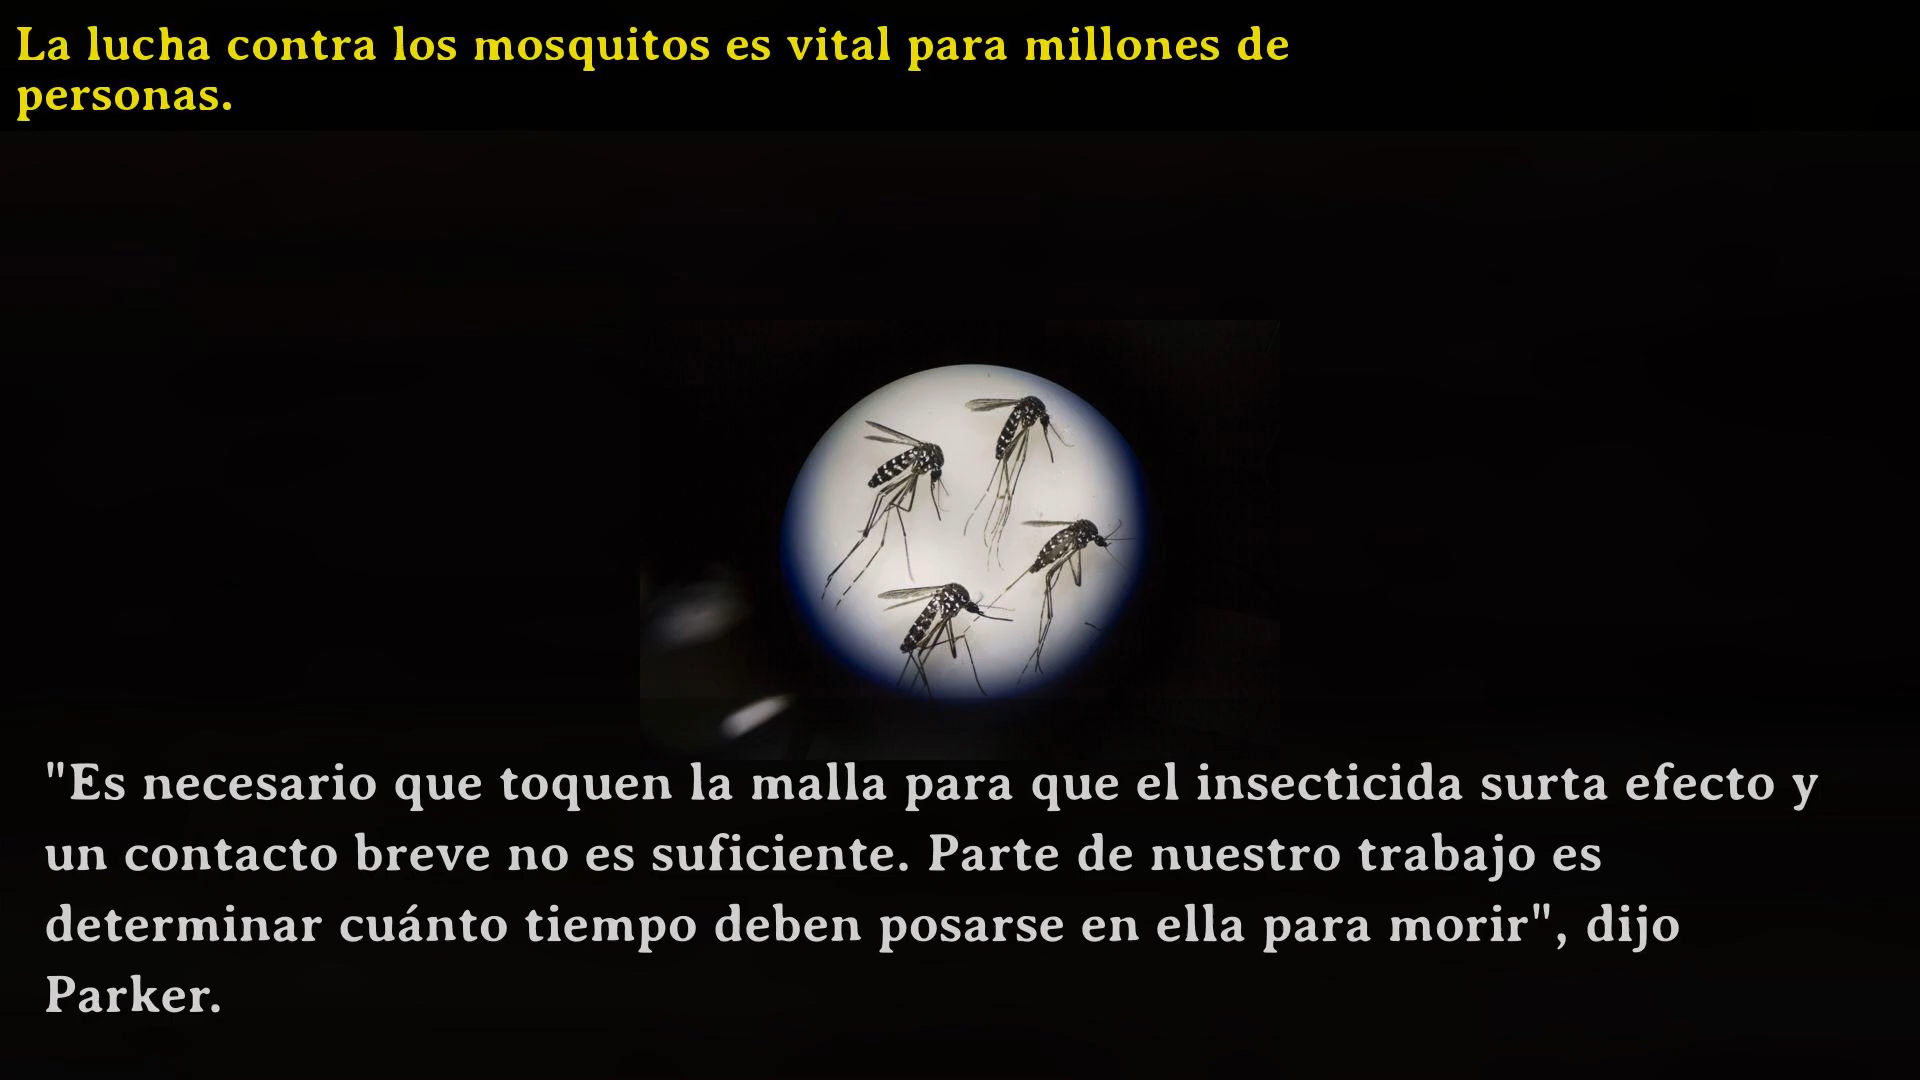 La lucha contra los mosquitos es vital para millones de
personas.
"Es necesario que toquen la malla para que el insecticida surta efecto y
un contacto breve no es suficiente. Parte de nuestro trabajo es
determinar cuánto tiempo deben posarse en ella para morir", dijo
Parker.